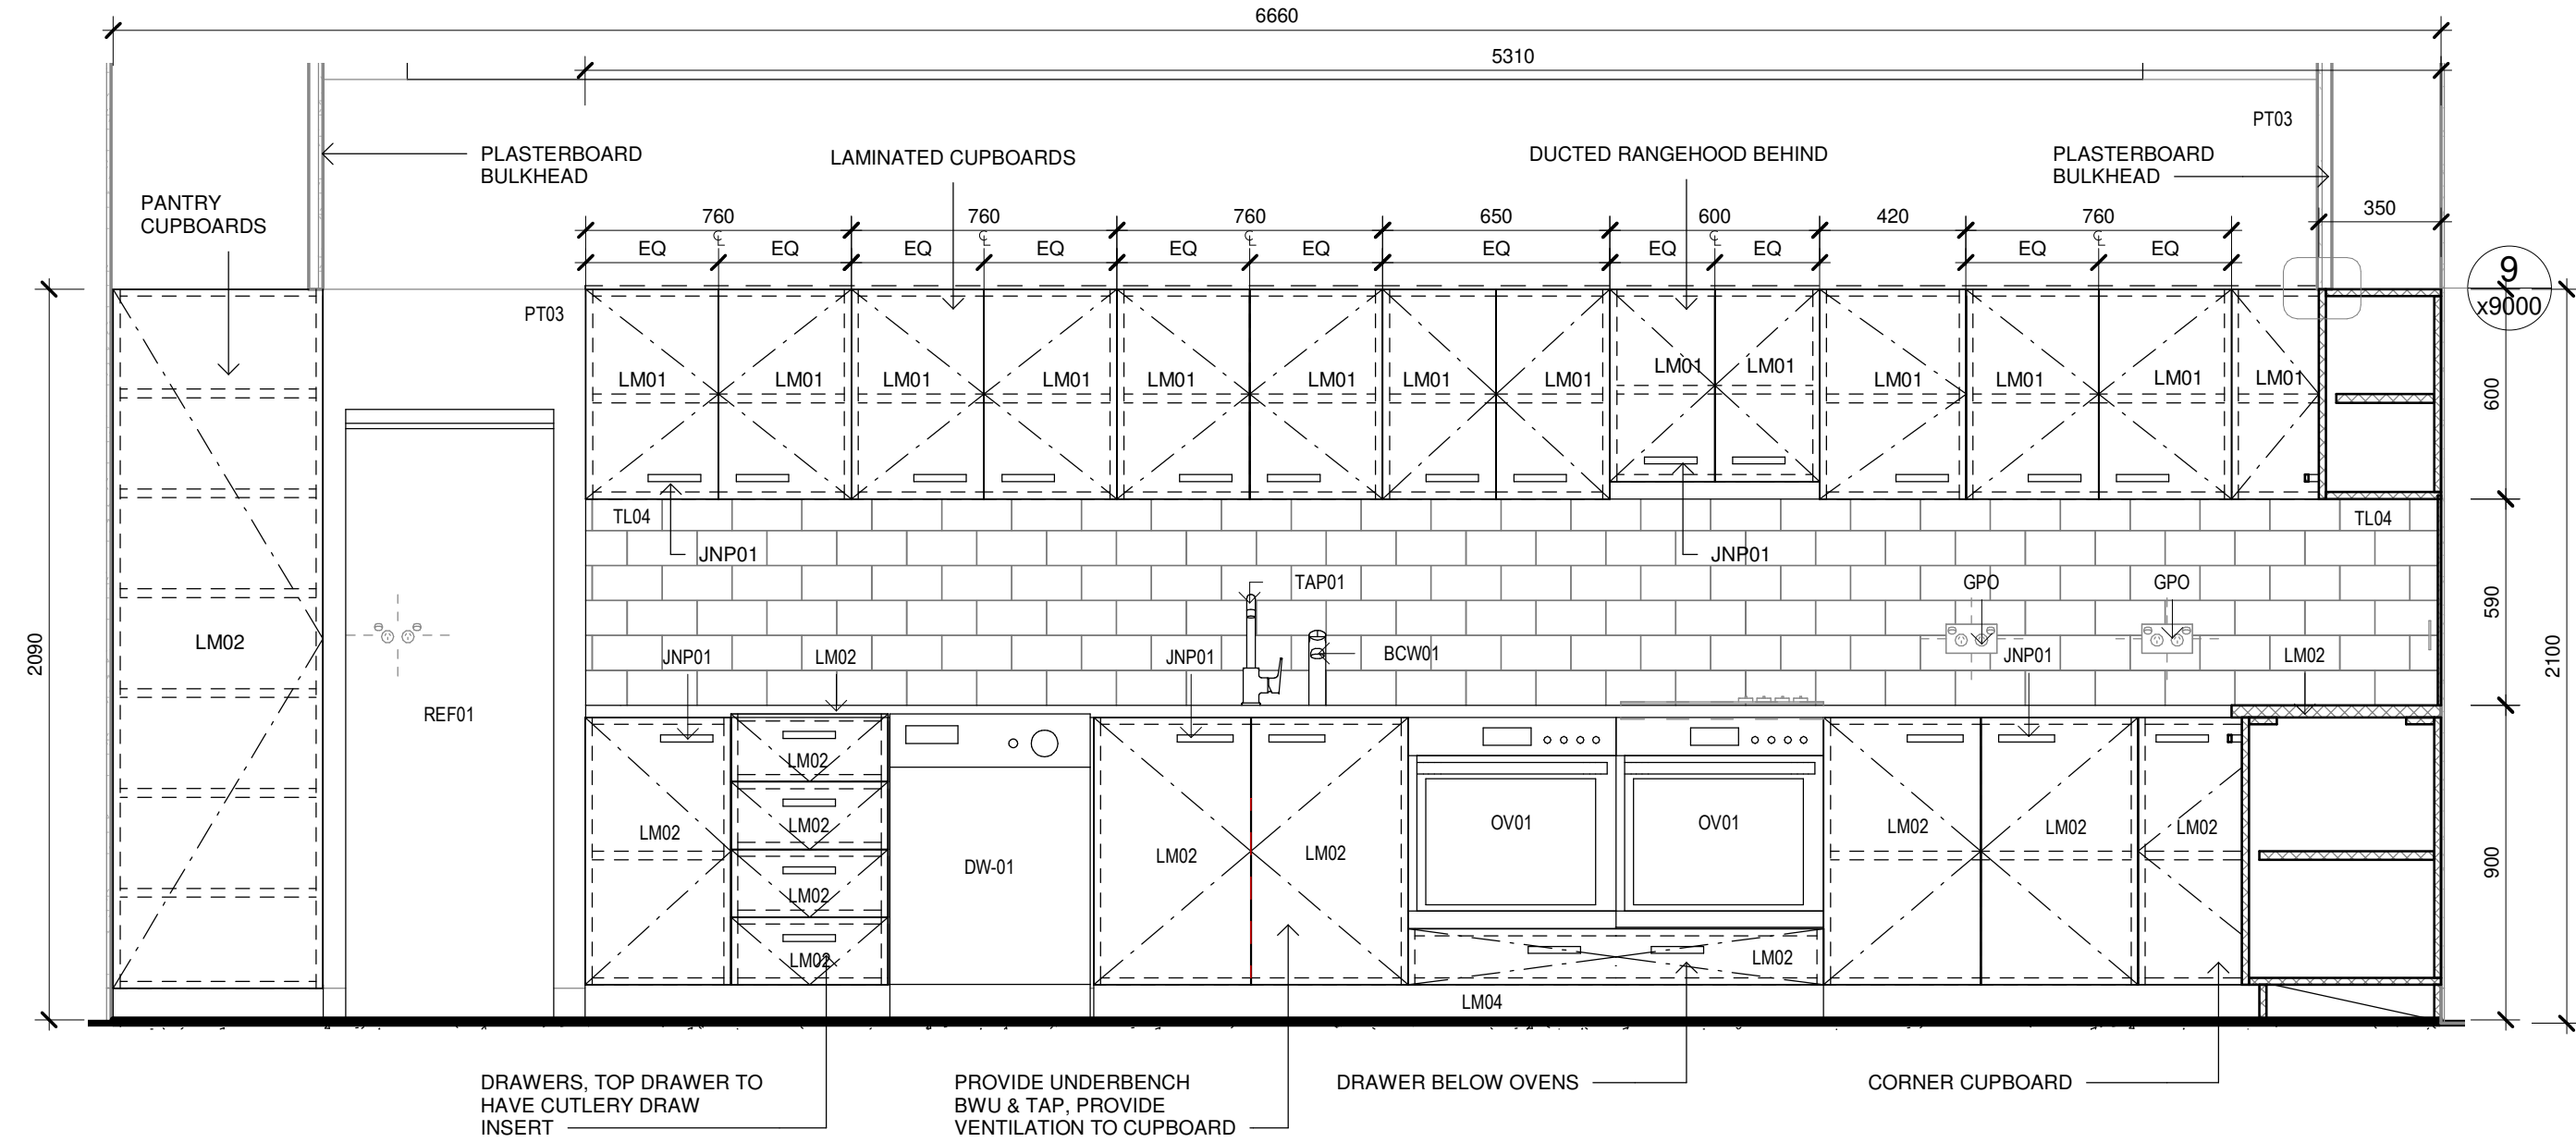 6660
5310
PT03
PLASTERBOARD
BULKHEAD
LAMINATED CUPBOARDS
DUCTED RANGEHOOD BEHIND
PLASTERBOARD
BULKHEAD
PANTRY
CUPBOARDS
760
760
760
650
600
420
760
350
EQ
EQ
EQ
EQ
EQ
EQ
EQ
EQ
EQ
EQ
EQ
9
x9000
PT03
LM01
LM01
LM01
LM01
LM01
LM01
LM01
LM01
LM01
LM01
LM01
LM01
LM01
LM01
600
TL04
TL04
JNP01
JNP01
TAP01
GPO
GPO
590
2090
LM02
JNP01
LM02
JNP01
BCW01
JNP01
LM02
2100
REF01
LM02
LM02
LM02
LM02
LM02
DW-01
LM02
LM02
OV01
OV01
LM02
LM02
LM02
900
LM02
LM04
DRAWERS, TOP DRAWER TO
HAVE CUTLERY DRAW
INSERT
PROVIDE UNDERBENCH
BWU & TAP, PROVIDE
VENTILATION TO CUPBOARD
DRAWER BELOW OVENS
CORNER CUPBOARD